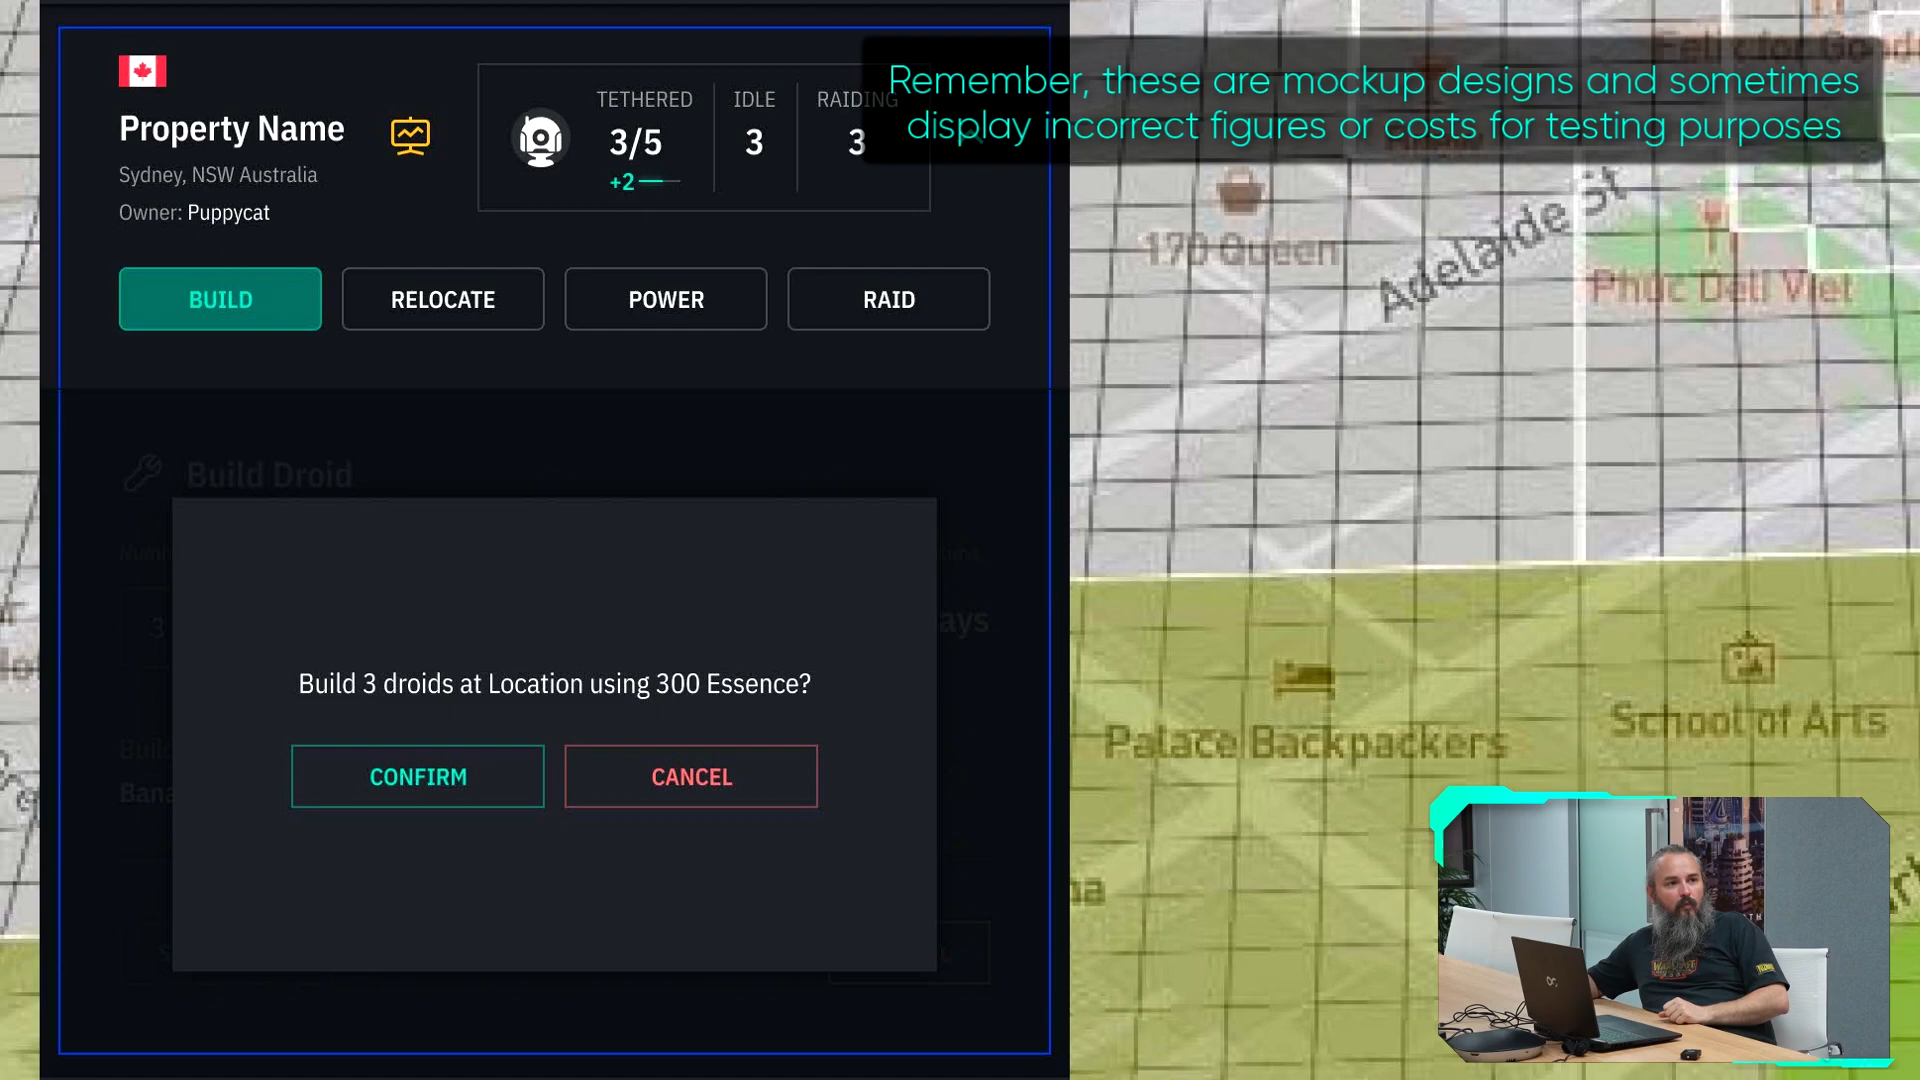 Remember, these are mockup designs and sometimes
display incorrect figures or costs for testing purposes
Property Name
Sydney, NSW Australia
Owner: Puppycat
TETHERED
3/5
+2
IDLE
3
RAIDING
3
BUILD
RELOCATE
POWER
RAID
Build Droid
3
ays
Build 3 droids at Location using 300 Essence?
CONFIRM
CANCEL
170 Queen
Adelaide St
Phuc Deli Viet
Palace Backpackers
School of Arts